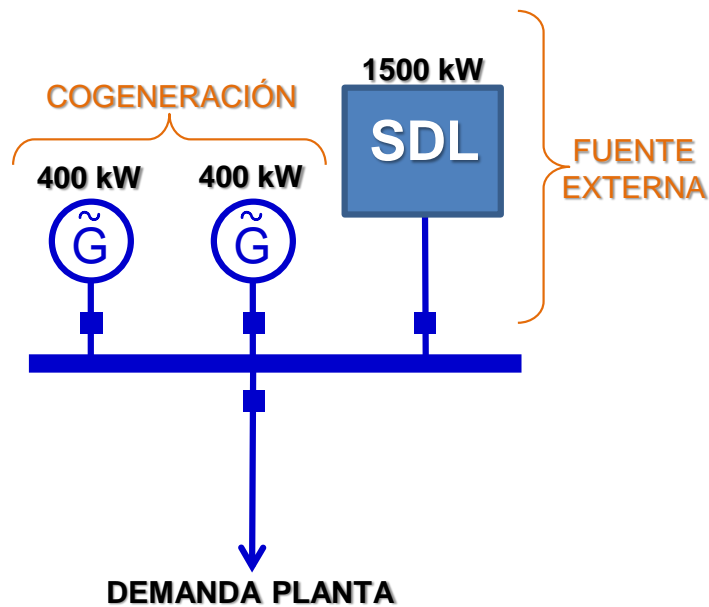 1500 kW
COGENERACIÓN
SDL
FUENTE
EXTERNA
400 kW
400 kW
G̃
G̃
DEMANDA PLANTA